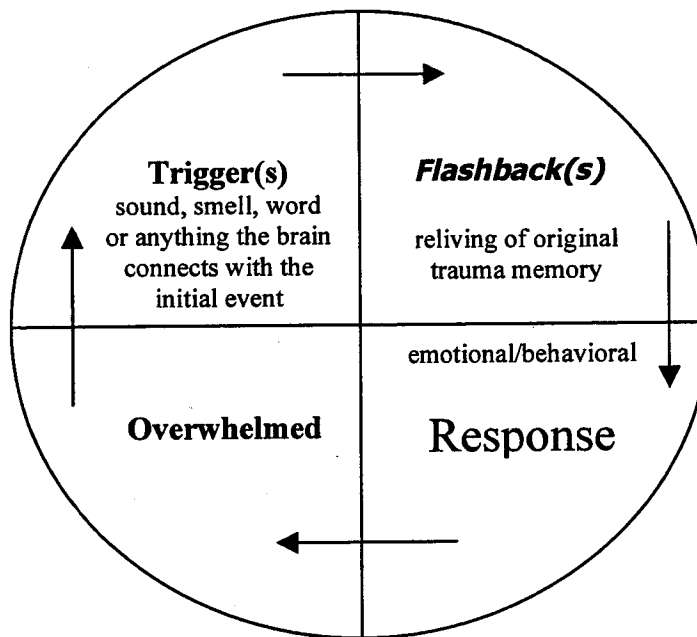 Trigger(s)
sound, smell, word
or anything the brain
connects with the
initial event
Flashback(s)
reliving of original
trauma memory
emotional/behavioral
Response
Overwhelmed